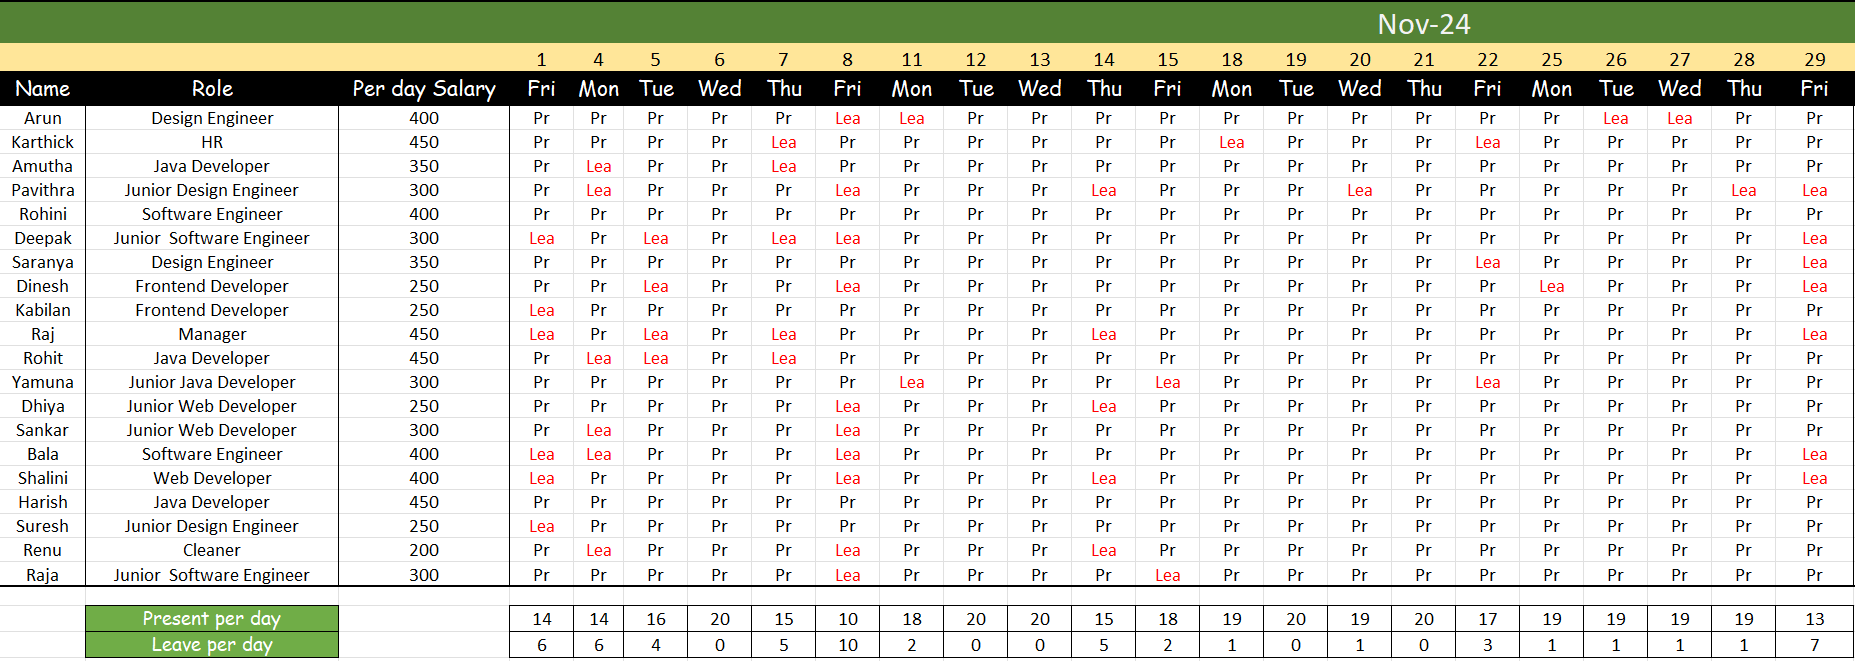 Nov-24
1 4 5 6 7 8 11 12 13 14 15 18 19 20 21 22 25 26 27 28 29
Name Role Per day Salary Fri Mon Tue Wed Thu Fri Mon Tue Wed Thu Fri Mon Tue Wed Thu Fri Mon Tue Wed Thu Fri
Arun Design Engineer 400 Pr Pr Pr Pr Pr Lea Lea Pr Pr Pr Pr Pr Pr Pr Pr Pr Pr Lea Lea Pr Pr
Karthick HR 450 Pr Pr Pr Pr Lea Pr Pr Pr Pr Pr Pr Lea Pr Pr Pr Lea Pr Pr Pr Pr Pr
Amutha Java Developer 350 Pr Lea Pr Pr Lea Pr Pr Pr Pr Pr Pr Pr Pr Pr Pr Pr Pr Pr Pr Pr Pr
Pavithra Junior Design Engineer 300 Pr Lea Pr Pr Pr Lea Pr Pr Pr Lea Pr Pr Pr Lea Pr Pr Pr Pr Pr Lea Lea
Rohini Software Engineer 400 Pr Pr Pr Pr Pr Pr Pr Pr Pr Pr Pr Pr Pr Pr Pr Pr Pr Pr Pr Pr Pr
Deepak Junior  Software Engineer 300 Lea Pr Lea Pr Lea Lea Pr Pr Pr Pr Pr Pr Pr Pr Pr Pr Pr Pr Pr Pr Lea
Saranya Design Engineer 350 Pr Pr Pr Pr Pr Pr Pr Pr Pr Pr Pr Pr Pr Pr Pr Lea Pr Pr Pr Pr Lea
Dinesh Frontend Developer 250 Pr Pr Lea Pr Pr Lea Pr Pr Pr Pr Pr Pr Pr Pr Pr Pr Lea Pr Pr Pr Lea
Kabilan Frontend Developer 250 Lea Pr Pr Pr Pr Pr Pr Pr Pr Pr Pr Pr Pr Pr Pr Pr Pr Pr Pr Pr Pr
Raj Manager 450 Lea Pr Lea Pr Lea Pr Pr Pr Pr Lea Pr Pr Pr Pr Pr Pr Pr Pr Pr Pr Lea
Rohit Java Developer 450 Pr Lea Lea Pr Lea Pr Pr Pr Pr Pr Pr Pr Pr Pr Pr Pr Pr Pr Pr Pr Pr
Yamuna Junior Java Developer 300 Pr Pr Pr Pr Pr Pr Lea Pr Pr Pr Lea Pr Pr Pr Pr Lea Pr Pr Pr Pr Pr
Dhiya Junior Web Developer 250 Pr Pr Pr Pr Pr Lea Pr Pr Pr Lea Pr Pr Pr Pr Pr Pr Pr Pr Pr Pr Pr
Sankar Junior Web Developer 300 Pr Lea Pr Pr Pr Lea Pr Pr Pr Pr Pr Pr Pr Pr Pr Pr Pr Pr Pr Pr Pr
Bala Software Engineer 400 Lea Lea Pr Pr Pr Lea Pr Pr Pr Pr Pr Pr Pr Pr Pr Pr Pr Pr Pr Pr Lea
Shalini Web Developer 400 Lea Pr Pr Pr Pr Lea Pr Pr Pr Lea Pr Pr Pr Pr Pr Pr Pr Pr Pr Pr Lea
Harish Java Developer 450 Pr Pr Pr Pr Pr Pr Pr Pr Pr Pr Pr Pr Pr Pr Pr Pr Pr Pr Pr Pr Pr
Suresh Junior Design Engineer 250 Lea Pr Pr Pr Pr Pr Pr Pr Pr Pr Pr Pr Pr Pr Pr Pr Pr Pr Pr Pr Pr
Renu Cleaner 200 Pr Lea Pr Pr Pr Lea Pr Pr Pr Lea Pr Pr Pr Pr Pr Pr Pr Pr Pr Pr Pr
Raja Junior  Software Engineer 300 Pr Pr Pr Pr Pr Lea Pr Pr Pr Pr Lea Pr Pr Pr Pr Pr Pr Pr Pr Pr Pr
Present per day 14 14 16 20 15 10 18 20 20 15 18 19 20 19 20 17 19 19 19 19 13
Leave per day 6 6 4 0 5 10 2 0 0 5 2 1 0 1 0 3 1 1 1 1 7